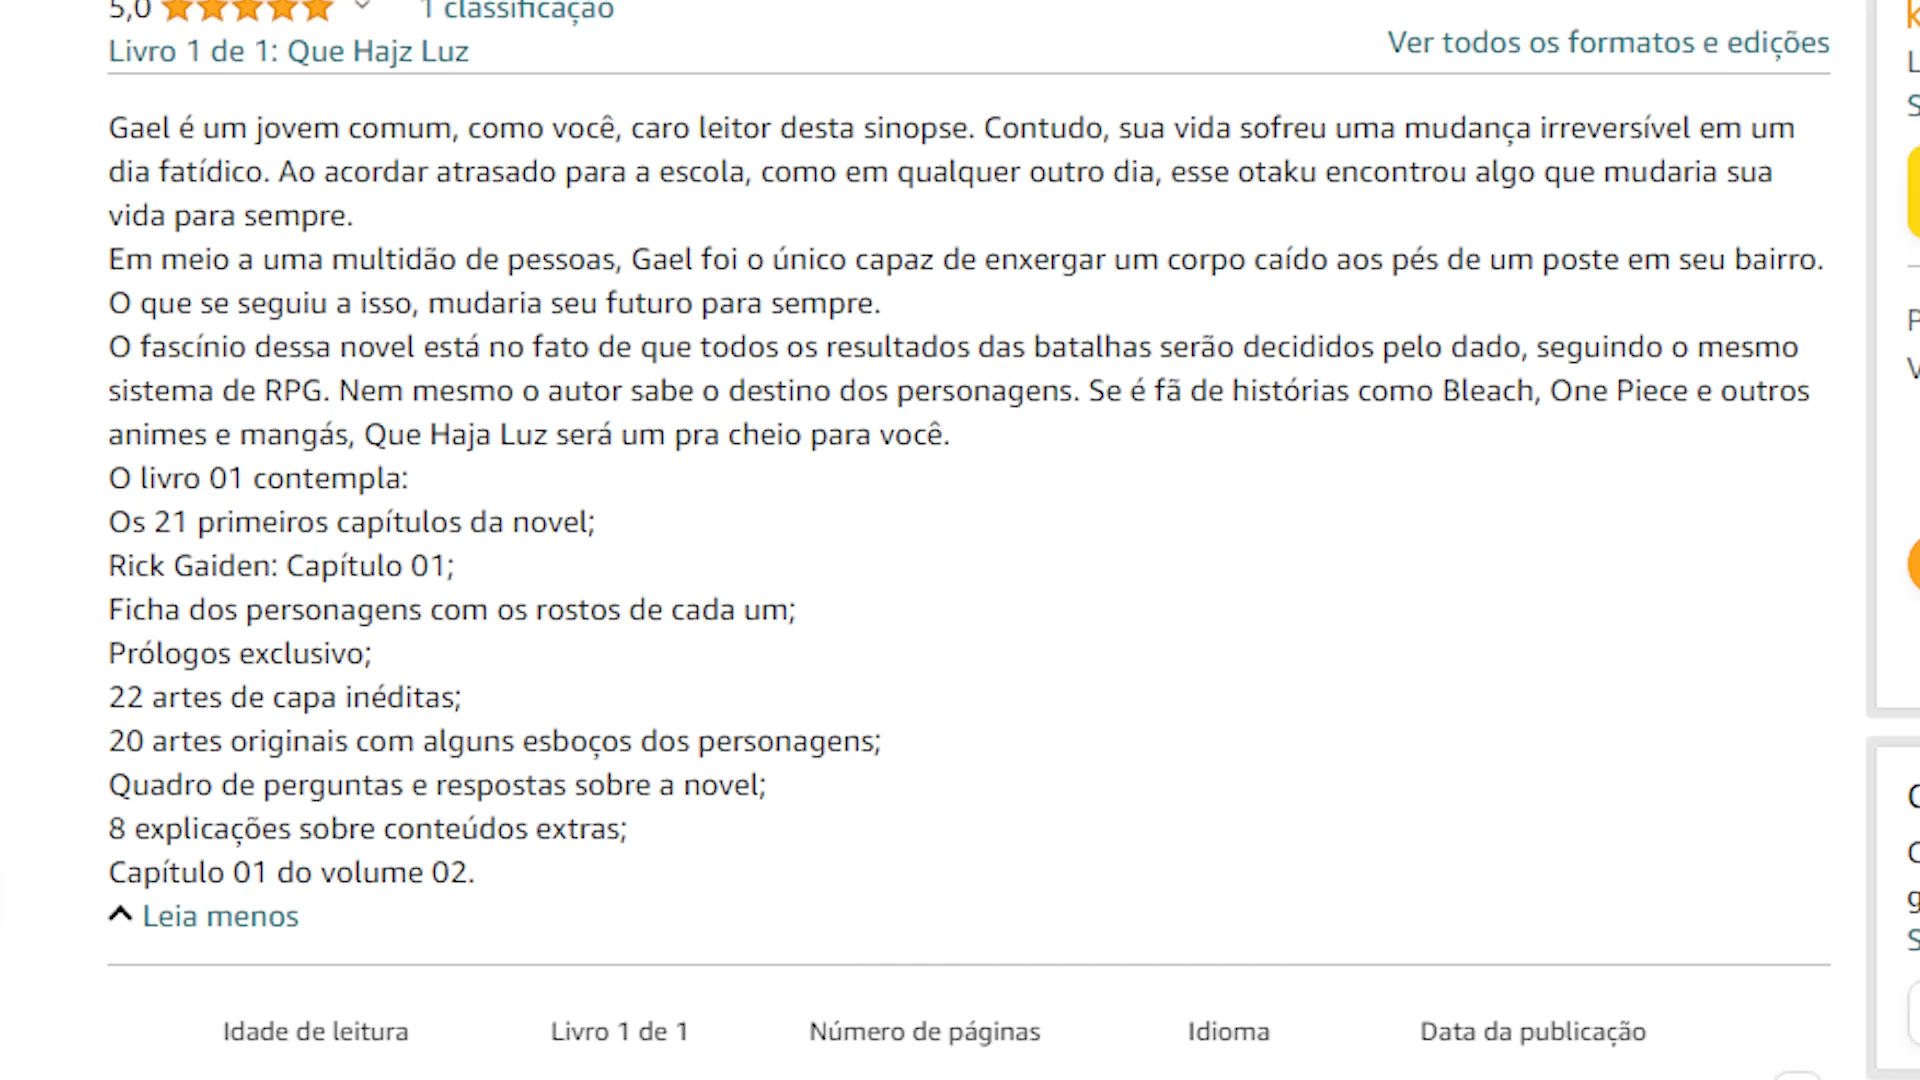 5,0 1 classificação
Livro 1 de 1: Que Hajz Luz
Ver todos os formatos e edições
Gael é um jovem comum, como você, caro leitor desta sinopse. Contudo, sua vida sofreu uma mudança irreversível em um
dia fatídico. Ao acordar atrasado para a escola, como em qualquer outro dia, esse otaku encontrou algo que mudaria sua
vida para sempre.
Em meio a uma multidão de pessoas, Gael foi o único capaz de enxergar um corpo caído aos pés de um poste em seu bairro.
O que se seguiu a isso, mudaria seu futuro para sempre.
O fascínio dessa novel está no fato de que todos os resultados das batalhas serão decididos pelo dado, seguindo o mesmo
sistema de RPG. Nem mesmo o autor sabe o destino dos personagens. Se é fã de histórias como Bleach, One Piece e outros
animes e mangás, Que Haja Luz será um pra cheio para você.
O livro 01 contempla:
Os 21 primeiros capítulos da novel;
Rick Gaiden: Capítulo 01;
Ficha dos personagens com os rostos de cada um;
Prólogos exclusivo;
22 artes de capa inéditas;
20 artes originais com alguns esboços dos personagens;
Quadro de perguntas e respostas sobre a novel;
8 explicações sobre conteúdos extras;
Capítulo 01 do volume 02.
Leia menos
Idade de leitura
Livro 1 de 1
Número de páginas
Idioma
Data da publicação